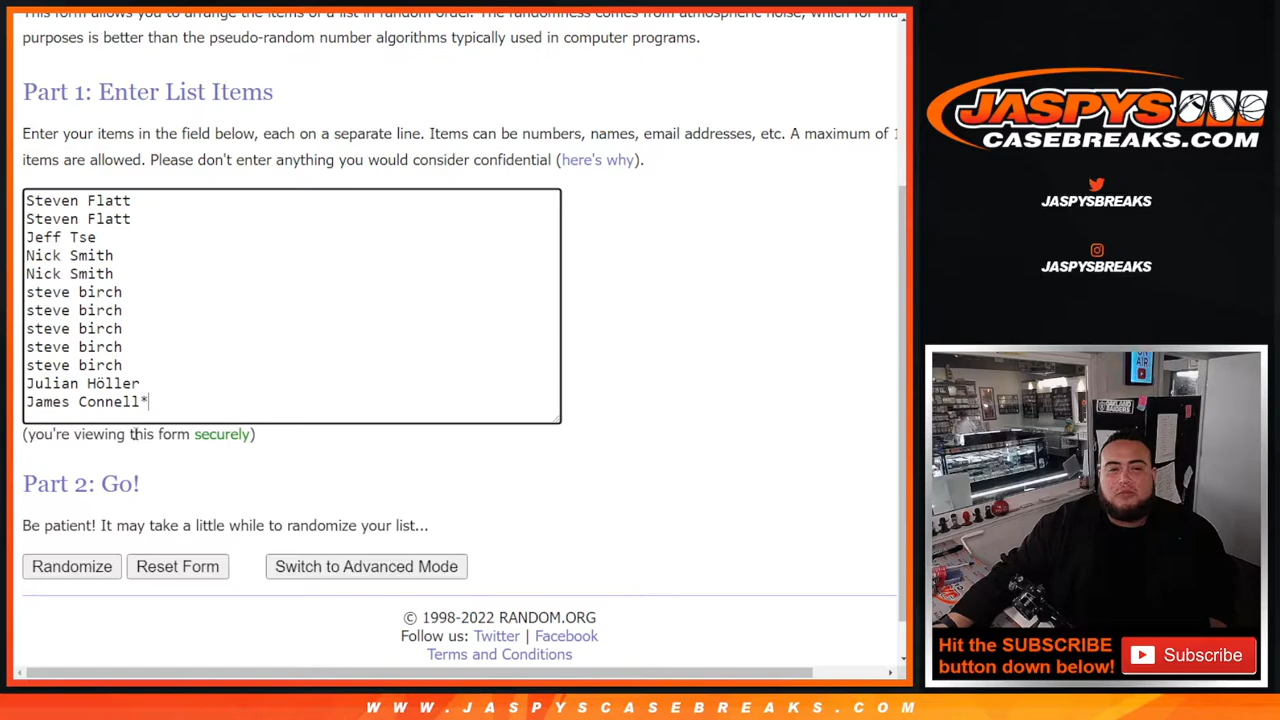 This form allows you to arrange the items of a list in random order. The randomness comes from atmospheric noise, which for ma
purposes is better than the pseudo-random number algorithms typically used in computer programs.
Part 1: Enter List Items
Enter your items in the field below, each on a separate line. Items can be numbers, names, email addresses, etc. A maximum of 1
items are allowed. Please don't enter anything you would consider confidential (here's why).
Steven Flatt
Steven Flatt
Jeff Tse
Nick Smith
Nick Smith
steve birch
steve birch
steve birch
steve birch
steve birch
Julian Höller
James Connell*
(you're viewing this form securely)
Part 2: Go!
Be patient! It may take a little while to randomize your list...
Randomize
Reset Form
Switch to Advanced Mode
© 1998-2022 RANDOM.ORG
Follow us: Twitter | Facebook
Terms and Conditions
JASPYS
CASEBREAKS.COM
JASPYSBREAKS
JASPYSBREAKS
ON
AIR
OAKLAND
RAIDERS
Hit the SUBSCRIBE
button down below!
Subscribe
WWW.JASPYSCASEBREAKS.COM